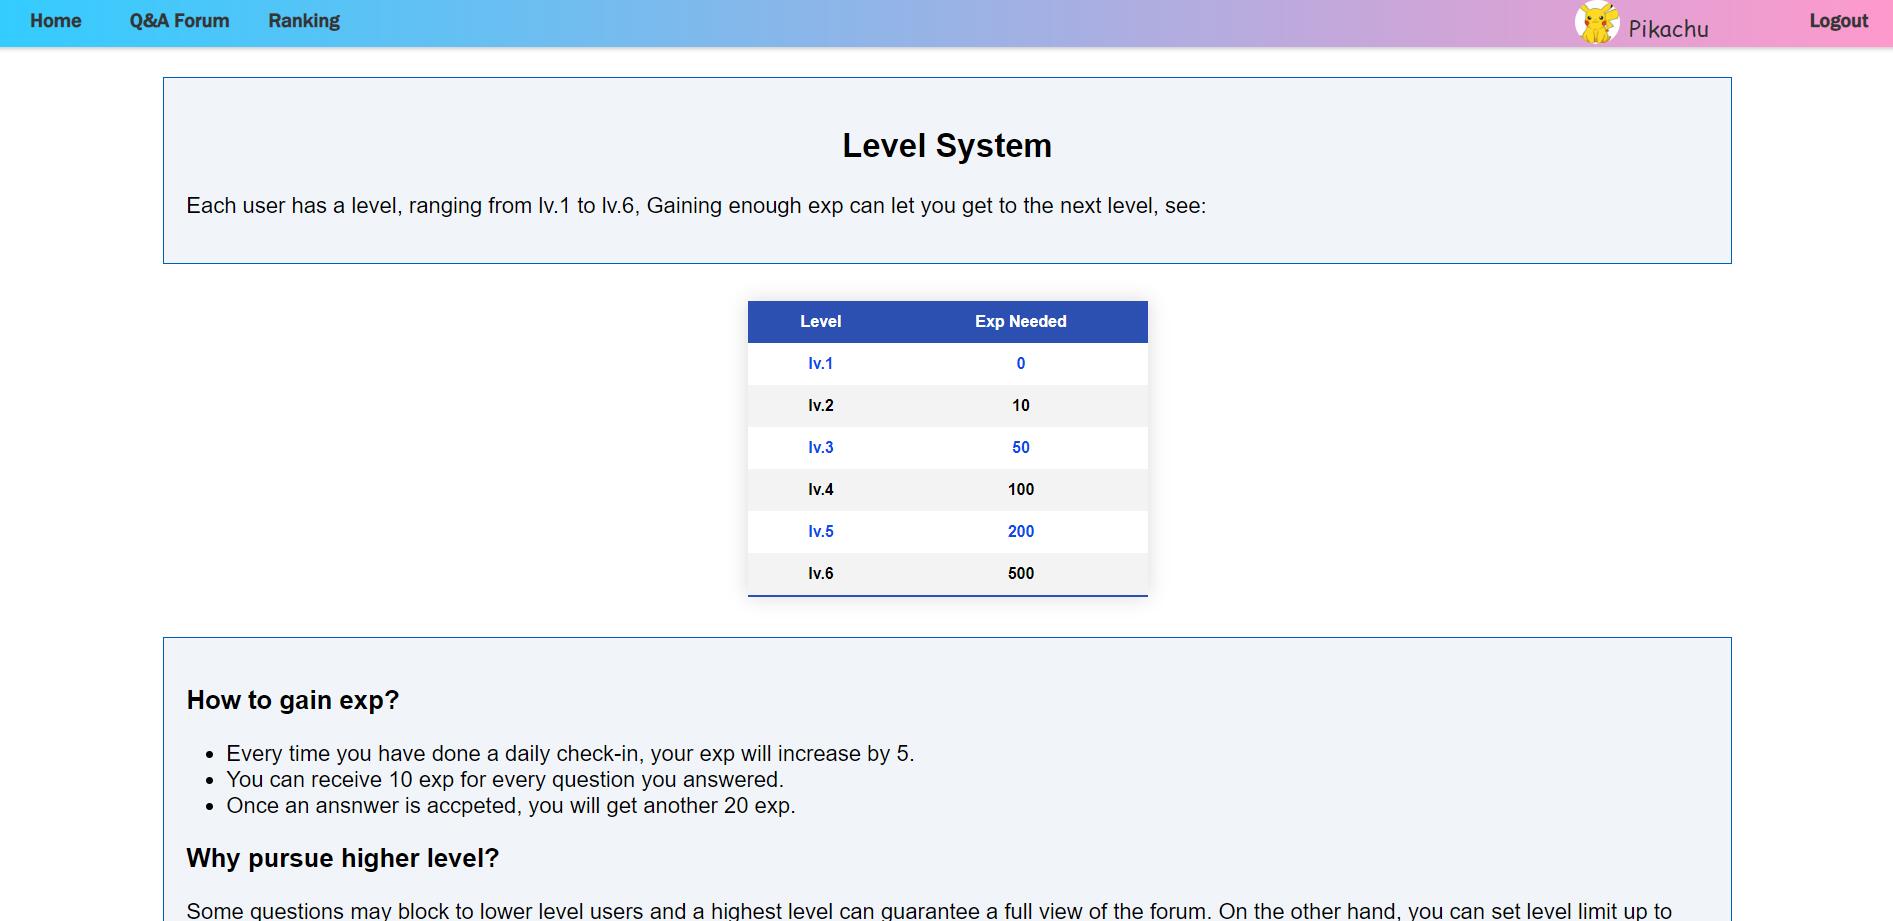 Home Q&A Forum Ranking Pikachu Logout
Level System
Each user has a level, ranging from lv.1 to lv.6, Gaining enough exp can let you get to the next level, see:
Level Exp Needed
lv.1 0
lv.2 10
lv.3 50
lv.4 100
lv.5 200
lv.6 500
How to gain exp?
• Every time you have done a daily check-in, your exp will increase by 5.
• You can receive 10 exp for every question you answered.
• Once an ansnwer is accpeted, you will get another 20 exp.
Why pursue higher level?
Some questions may block to lower level users and a highest level can guarantee a full view of the forum. On the other hand, you can set level limit up to